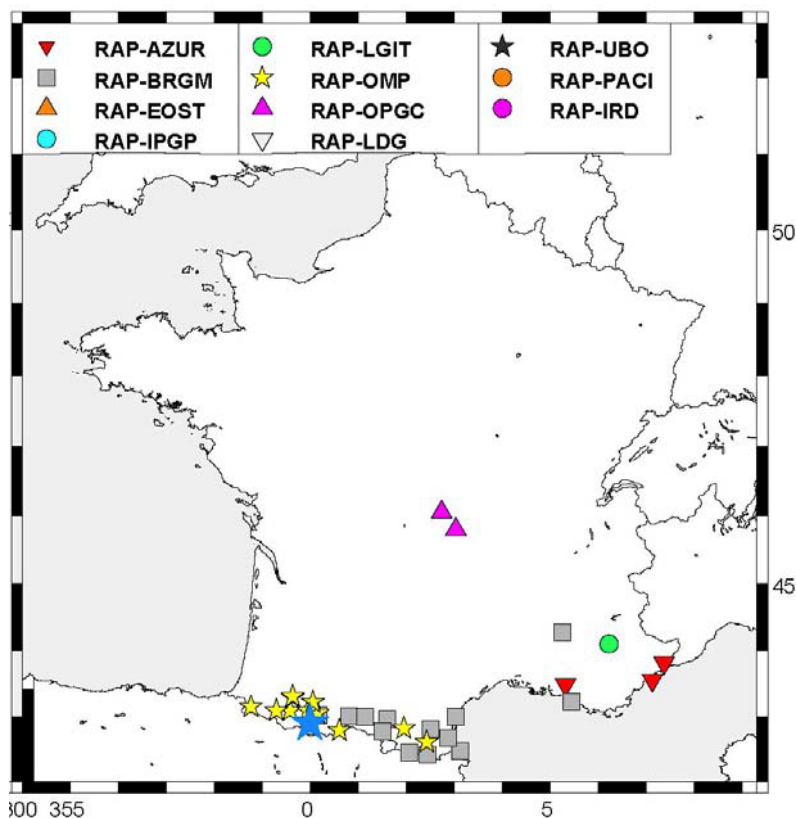 RAP-AZUR RAP-LGIT RAP-UBO
RAP-BRGM RAP-OMP RAP-PACI
RAP-EOST RAP-OPGC RAP-IRD
RAP-IPGP RAP-LDG
50
45
355 0 5